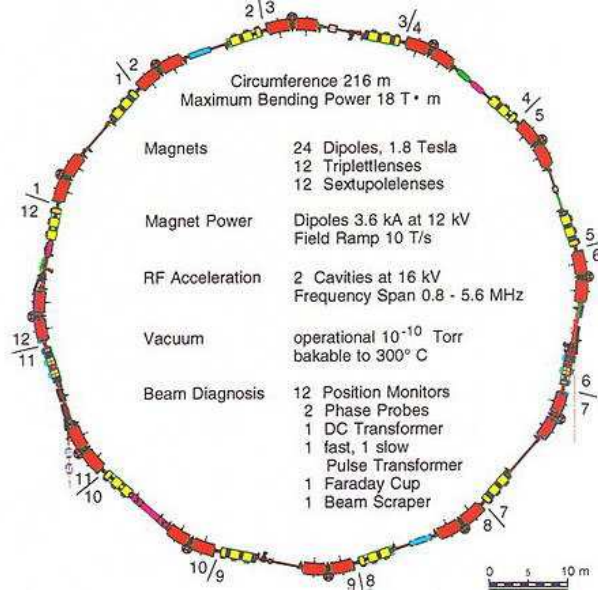 2/3
3/4
1/2
Circumference 216 m
Maximum Bending Power 18 T • m
4/5
Magnets 24 Dipoles, 1.8 Tesla
12 Triplettlenses
12 Sextupolelenses
1/12
Magnet Power Dipoles 3.6 kA at 12 kV
Field Ramp 10 T/s
5/6
RF Acceleration 2 Cavities at 16 kV
Frequency Span 0.8 - 5.6 MHz
Vacuum operational 10⁻¹⁰ Torr
bakable to 300° C
12/11
6/7
Beam Diagnosis 12 Position Monitors
2 Phase Probes
1 DC Transformer
1 fast, 1 slow
Pulse Transformer
1 Faraday Cup
1 Beam Scraper
11/10
8/7
10/9
9/8
0 5 10 m